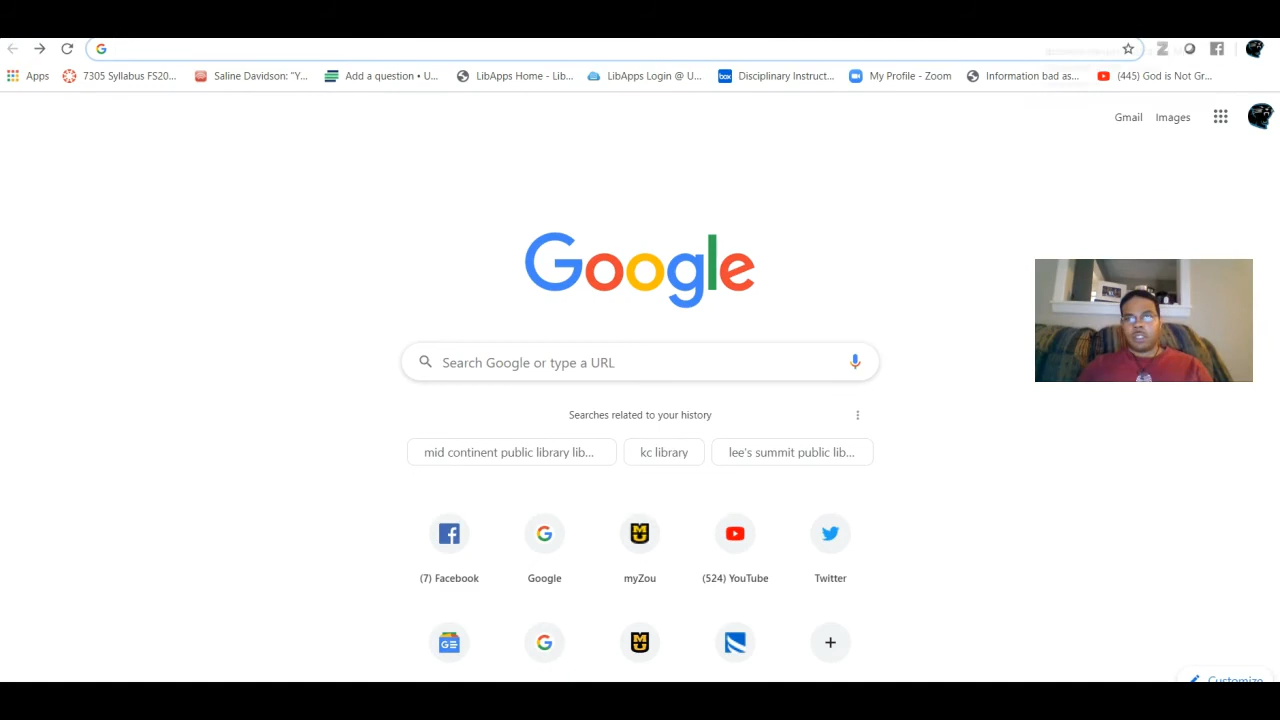 Apps 7305 Syllabus FS20... Saline Davidson: "Y... Add a question • U... LibApps Home - Lib... LibApps Login @ U... box Disciplinary Instruct... My Profile - Zoom Information bad as... (445) God is Not Gr...
Gmail Images
Google
Search Google or type a URL
Searches related to your history
mid continent public library lib... kc library lee's summit public lib...
(7) Facebook Google myZou (524) YouTube Twitter
GE
Customize